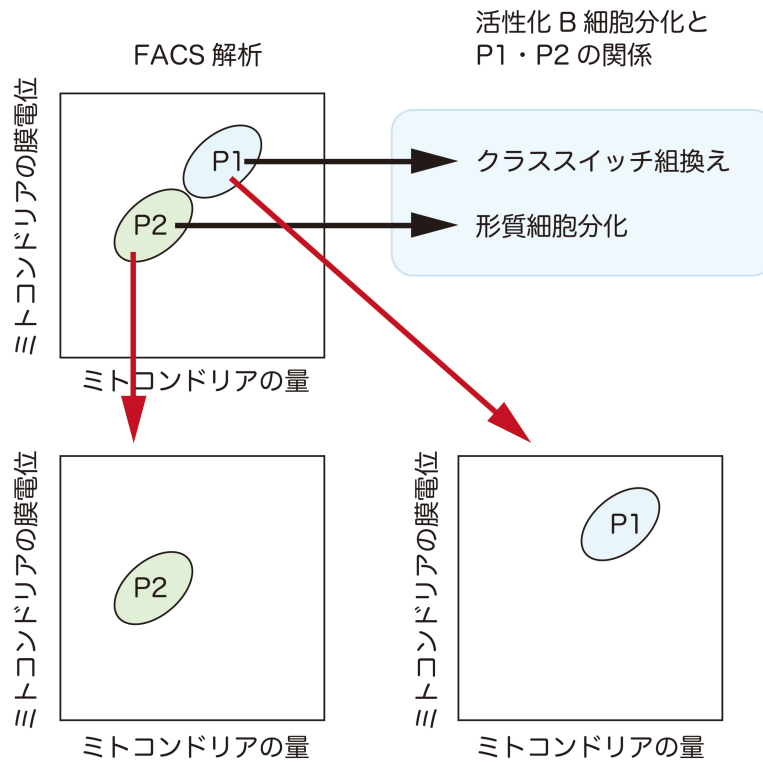 FACS 解析
活性化 B 細胞分化と
P1・P2 の関係
ミトコンドリアの膜電位
P1
クラススイッチ組換え
P2
形質細胞分化
ミトコンドリアの量
ミトコンドリアの膜電位
P2
ミトコンドリアの量
ミトコンドリアの膜電位
P1
ミトコンドリアの量